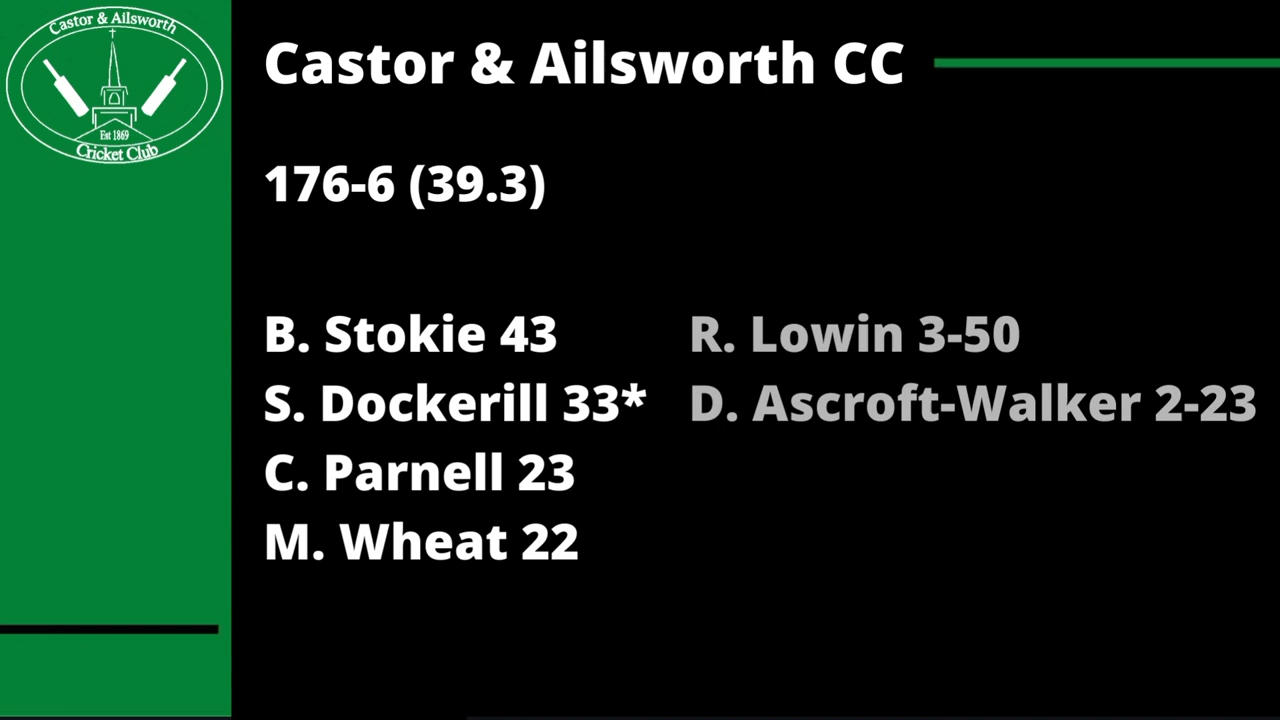 Castor & Ailsworth
Est 1869
Cricket Club
Castor & Ailsworth CC
176-6 (39.3)
B. Stokie 43
S. Dockerill 33*
C. Parnell 23
M. Wheat 22
R. Lowin 3-50
D. Ascroft-Walker 2-23